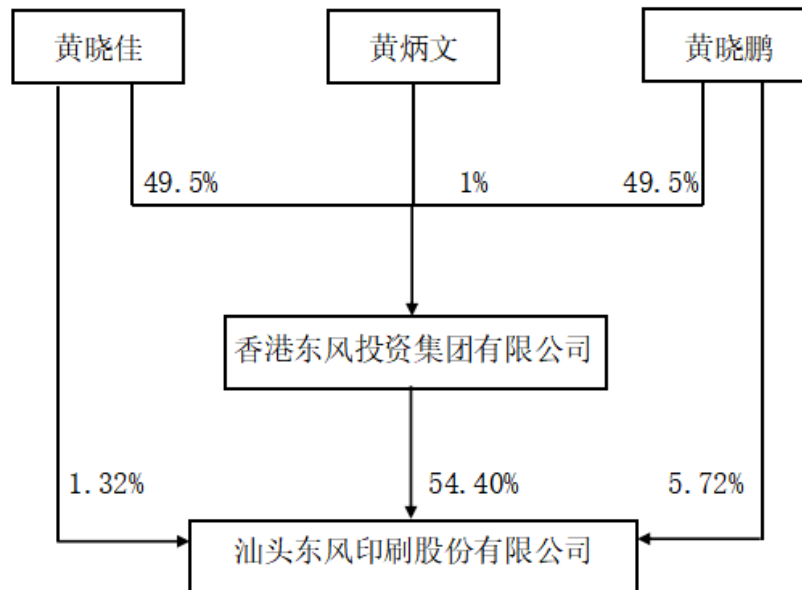 黄晓佳
黄炳文
黄晓鹏
49.5%
1%
49.5%
香港东风投资集团有限公司
1.32%
54.40%
5.72%
汕头东风印刷股份有限公司